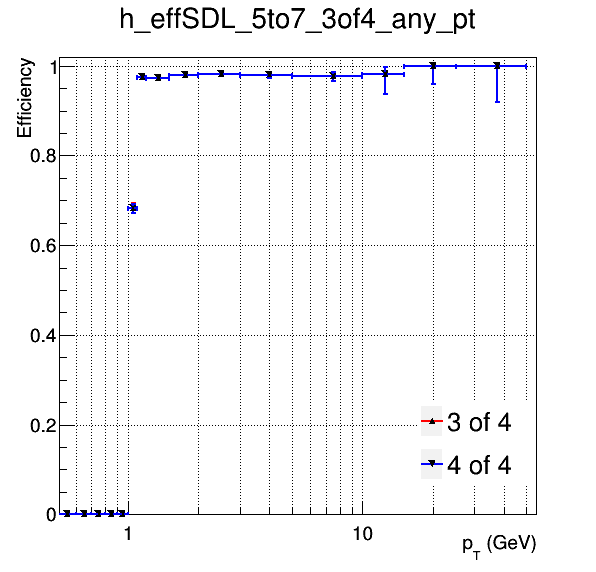 h_effSDL_5to7_3of4_any_pt
Efficiency
1
0.8
0.6
0.4
0.2
0
3 of 4
4 of 4
1
10
p_T (GeV)